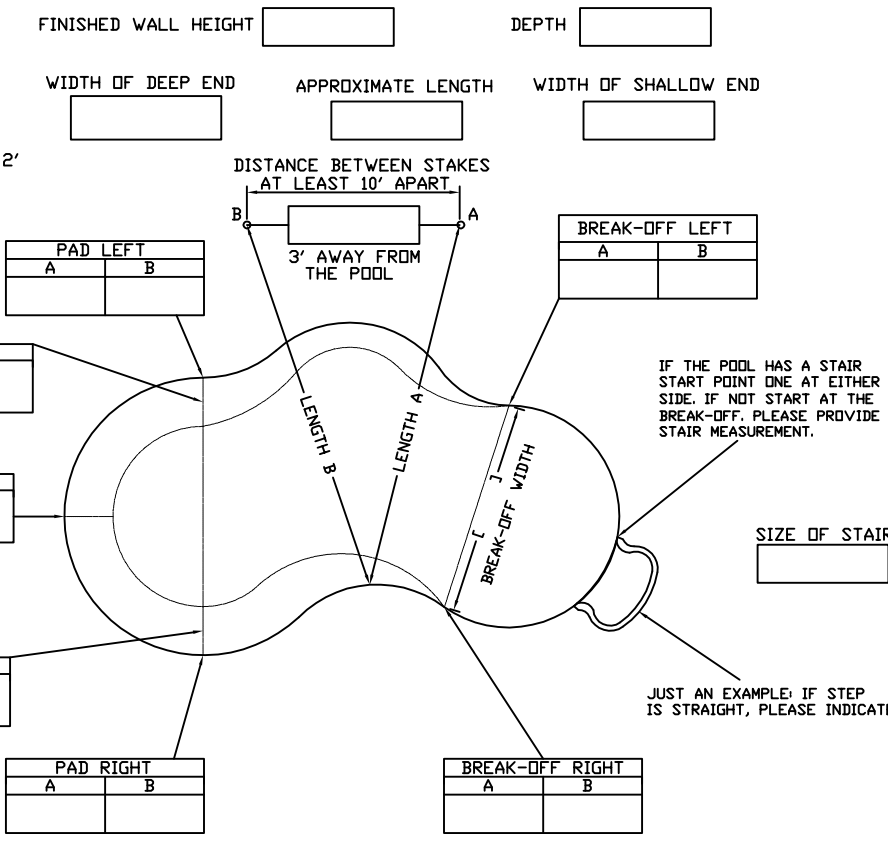 FINISHED WALL HEIGHT
DEPTH
WIDTH OF DEEP END
APPROXIMATE LENGTH
WIDTH OF SHALLOW END
2'
DISTANCE BETWEEN STAKES
AT LEAST 10' APART
B
A
3' AWAY FROM
THE POOL
PAD LEFT
A B
BREAK-OFF LEFT
A B
IF THE POOL HAS A STAIR
START POINT ONE AT EITHER
SIDE. IF NOT START AT THE
BREAK-OFF. PLEASE PROVIDE
STAIR MEASUREMENT.
LENGTH B
LENGTH A
[ ]
BREAK-OFF WIDTH
SIZE OF STAIR
JUST AN EXAMPLE: IF STEP
IS STRAIGHT, PLEASE INDICATE
PAD RIGHT
A B
BREAK-OFF RIGHT
A B